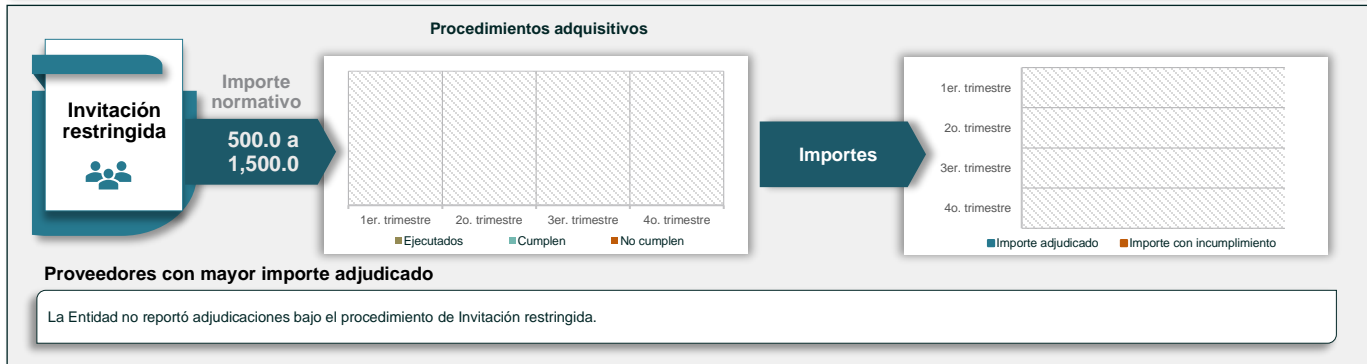 Procedimientos adquisitivos
Invitación
restringida
Importe
normativo
500.0 a
1,500.0
1er. trimestre 2o. trimestre 3er. trimestre 4o. trimestre
Ejecutados Cumplen No cumplen
Importes
1er. trimestre
2o. trimestre
3er. trimestre
4o. trimestre
Importe adjudicado Importe con incumplimiento
Proveedores con mayor importe adjudicado
La Entidad no reportó adjudicaciones bajo el procedimiento de Invitación restringida.